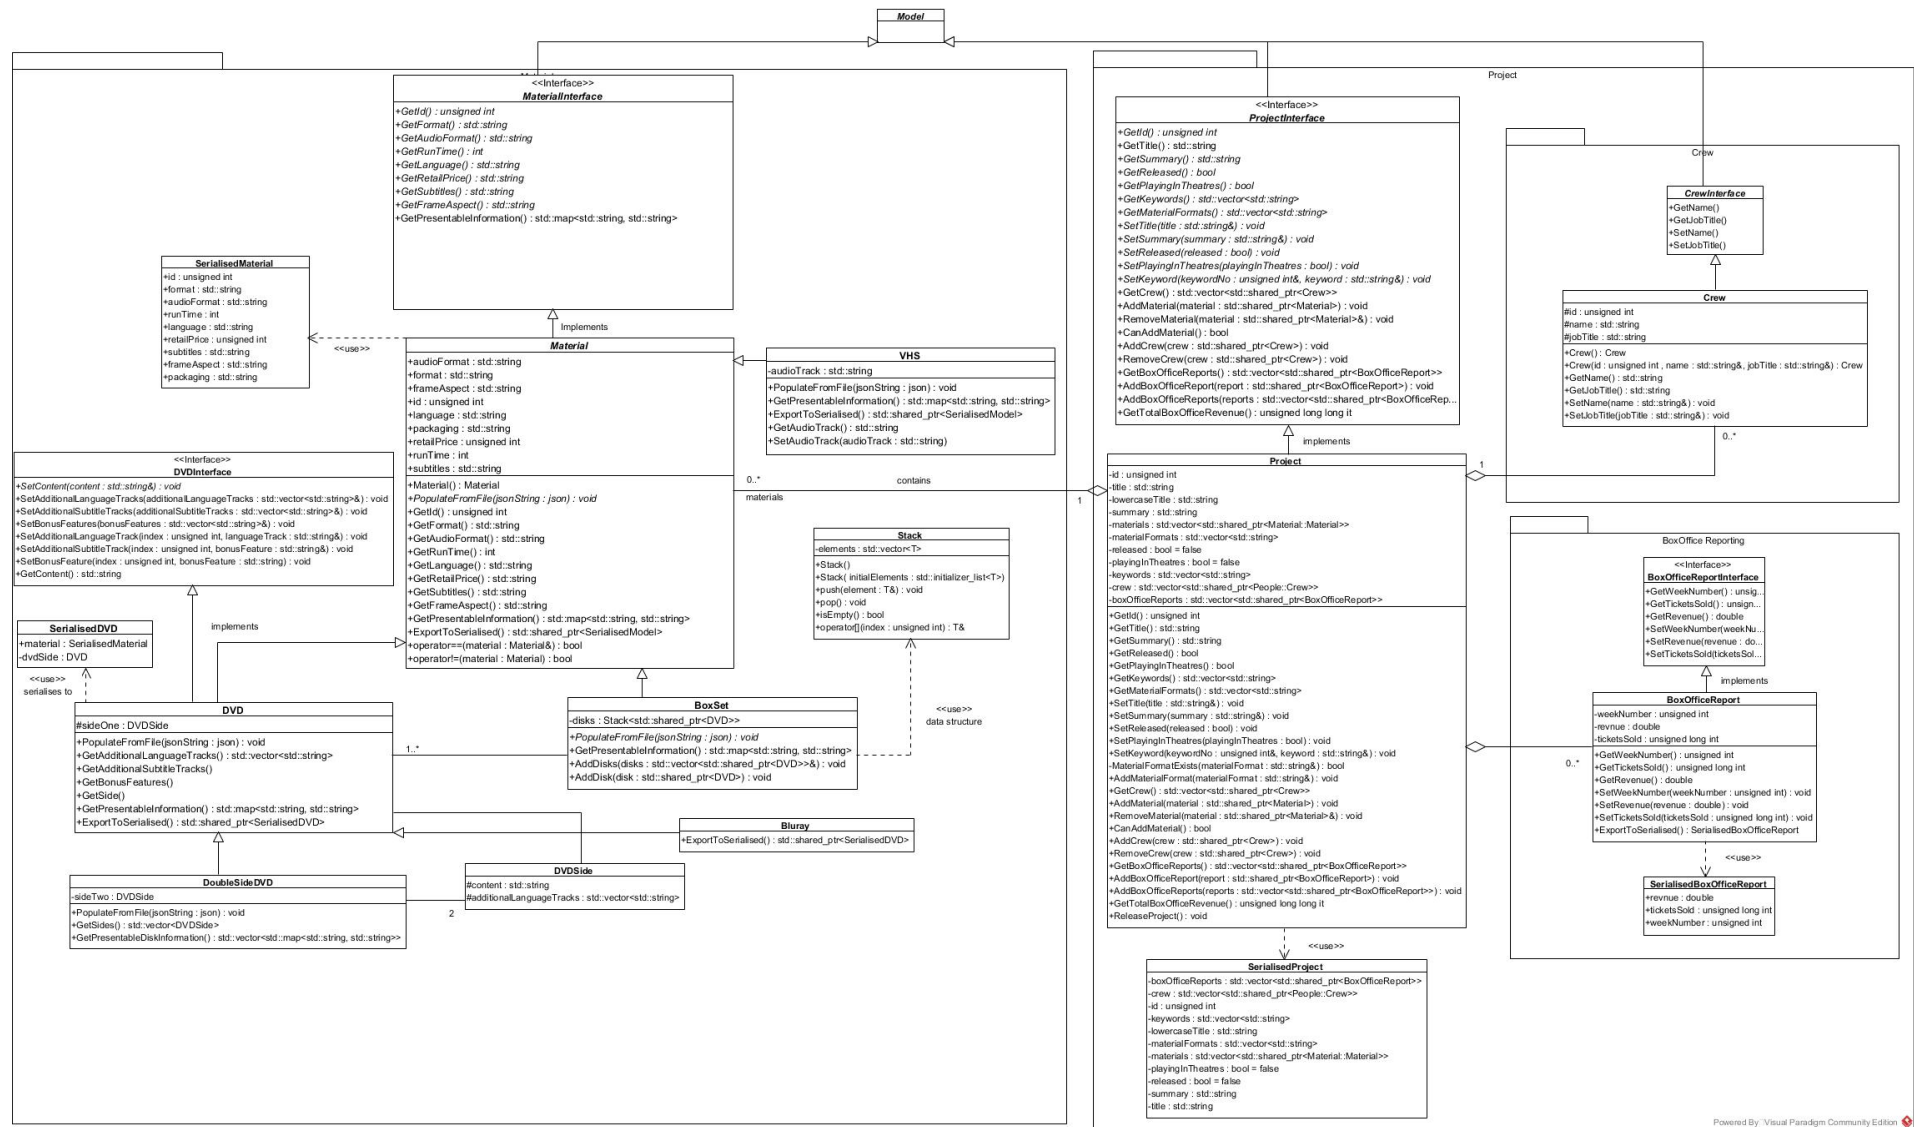 Model
<<Interface>>
MaterialInterface
+GetId() : unsigned int
+GetFormat() : std::string
+GetAudioFormat() : std::string
+GetRunTime() : int
+GetLanguage() : std::string
+GetRetailPrice() : std::string
+GetSubtitles() : std::string
+GetFrameAspect() : std::string
+GetPresentableInformation() : std::map<std::string, std::string>
SerialisedMaterial
+id : unsigned int
+format : std::string
+audioFormat : std::string
+runTime : int
+language : std::string
+retailPrice : unsigned int
+subtitles : std::string
+frameAspect : std::string
+packaging : std::string
<<use>>
Implements
Material
+audioFormat : std::string
+format : std::string
+frameAspect : std::string
+id : unsigned int
+language : std::string
+packaging : std::string
+retailPrice : unsigned int
+runTime : int
+subtitles : std::string
+Material() : Material
+PopulateFromFile(jsonString : json) : void
+GetId() : unsigned int
+GetFormat() : std::string
+GetAudioFormat() : std::string
+GetRunTime() : int
+GetLanguage() : std::string
+GetRetailPrice() : std::string
+GetSubtitles() : std::string
+GetFrameAspect() : std::string
+GetPresentableInformation() : std::map<std::string, std::string>
+ExportToSerialised() : std::shared_ptr<SerialisedModel>
+operator==(material : Material&) : bool
+operator!=(material : Material) : bool
VHS
-audioTrack : std::string
+PopulateFromFile(jsonString : json) : void
+GetPresentableInformation() : std::map<std::string, std::string>
+ExportToSerialised() : std::shared_ptr<SerialisedModel>
+GetAudioTrack() : std::string
+SetAudioTrack(audioTrack : std::string)
<<Interface>>
DVDInterface
+SetContent(content : std::string&) : void
+SetAdditionalLanguageTracks(additionalLanguageTracks : std::vector<std::string>&) : void
+SetAdditionalSubtitleTracks(additionalSubtitleTracks : std::vector<std::string>&) : void
+SetBonusFeatures(bonusFeatures : std::vector<std::string>&) : void
+SetAdditionalLanguageTrack(index : unsigned int, languageTrack : std::string&) : void
+SetAdditionalSubtitleTrack(index : unsigned int, bonusFeature : std::string&) : void
+SetBonusFeature(index : unsigned int, bonusFeature : std::string) : void
+GetContent() : std::string
0..*
contains
materials
1
Stack
-elements : std::vector<T>
+Stack()
+Stack( initialElements : std::initializer_list<T>)
+push(element : T&) : void
+pop() : void
+isEmpty() : bool
+operator[](index : unsigned int) : T&
SerialisedDVD
+material : SerialisedMaterial
-dvdSide : DVD
implements
<<use>>
serialises to
DVD
#sideOne : DVDSide
+PopulateFromFile(jsonString : json) : void
+GetAdditionalLanguageTracks() : std::vector<std::string>
+GetAdditionalSubtitleTracks()
+GetBonusFeatures()
+GetSide()
+GetPresentableInformation() : std::map<std::string, std::string>
+ExportToSerialised() : std::shared_ptr<SerialisedDVD>
1..*
BoxSet
-disks : Stack<std::shared_ptr<DVD>>
+PopulateFromFile(jsonString : json) : void
+GetPresentableInformation() : std::map<std::string, std::string>
+AddDisks(disks : std::vector<std::shared_ptr<DVD>>&) : void
+AddDisk(disk : std::shared_ptr<DVD>) : void
<<use>>
data structure
Bluray
+ExportToSerialised() : std::shared_ptr<SerialisedDVD>
DoubleSideDVD
-sideTwo : DVDSide
+PopulateFromFile(jsonString : json) : void
+GetSides() : std::vector<DVDSide>
+GetPresentableDiskInformation() : std::vector<std::map<std::string, std::string>>
2
DVDSide
#content : std::string
#additionalLanguageTracks : std::vector<std::string>
Project
<<Interface>>
ProjectInterface
+GetId() : unsigned int
+GetTitle() : std::string
+GetSummary() : std::string
+GetReleased() : bool
+GetPlayingInTheatres() : bool
+GetKeywords() : std::vector<std::string>
+GetMaterialFormats() : std::vector<string>
+SetTitle(title : std::string&) : void
+SetSummary(summary : std::string&) : void
+SetReleased(released : bool) : void
+SetPlayingInTheatres(playingInTheatres : bool) : void
+SetKeyword(keywordNo : unsigned int&, keyword : std::string&) : void
+GetCrew() : std::vector<std::shared_ptr<Crew>>
+AddMaterial(material : std::shared_ptr<Material>) : void
+RemoveMaterial(material : std::shared_ptr<Material>&) : void
+CanAddMaterial() : bool
+AddCrew(crew : std::shared_ptr<Crew>) : void
+RemoveCrew(crew : std::shared_ptr<Crew>) : void
+GetBoxOfficeReports() : std::vector<std::shared_ptr<BoxOfficeReport>>
+AddBoxOfficeReport(report : std::shared_ptr<BoxOfficeReport>) : void
+AddBoxOfficeReports(reports : std::vector<std::shared_ptr<BoxOfficeRep...
+GetTotalBoxOfficeRevenue() : unsigned long long it
implements
Project
-id : unsigned int
-title : std::string
-lowercaseTitle : std::string
-summary : std::string
-materials : std:vector<std::shared_ptr<Material::Material>>
-materialFormats : std::vector<std::string>
-released : bool = false
-playingInTheatres : bool = false
-keywords : std::vector<std::string>
-crew : std::vector<std::shared_ptr<People::Crew>>
-boxOfficeReports : std::vector<std::shared_ptr<BoxOfficeReport>>
+GetId() : unsigned int
+GetTitle() : std::string
+GetSummary() : std::string
+GetReleased() : bool
+GetPlayingInTheatres() : bool
+GetKeywords() : std::vector<std::string>
+GetMaterialFormats() : std::vector<string>
+SetTitle(title : std::string&) : void
+SetSummary(summary : std::string&) : void
+SetReleased(released : bool) : void
+SetPlayingInTheatres(playingInTheatres : bool) : void
+SetKeyword(keywordNo : unsigned int&, keyword : std::string&) : void
-MaterialFormatExists(materialFormat : std::string&) : bool
+AddMaterialFormat(materialFormat : std::string&) : void
+GetCrew() : std::vector<std::shared_ptr<Crew>>
+AddMaterial(material : std::shared_ptr<Material>) : void
+RemoveMaterial(material : std::shared_ptr<Material>&) : void
+CanAddMaterial() : bool
+AddCrew(crew : std::shared_ptr<Crew>) : void
+RemoveCrew(crew : std::shared_ptr<Crew>) : void
+GetBoxOfficeReports() : std::vector<std::shared_ptr<BoxOfficeReport>>
+AddBoxOfficeReport(report : std::shared_ptr<BoxOfficeReport>) : void
+AddBoxOfficeReports(reports : std::vector<std::shared_ptr<BoxOfficeReport>>) : void
+GetTotalBoxOfficeRevenue() : unsigned long long it
+ReleaseProject() : void
<<use>>
SerialisedProject
-boxOfficeReports : std::vector<std::shared_ptr<BoxOfficeReport>>
-crew : std::vector<std::shared_ptr<People::Crew>>
-id : unsigned int
-keywords : std::vector<std::string>
-lowercaseTitle : std::string
-materialFormats : std::vector<std::string>
-materials : std:vector<std::shared_ptr<Material::Material>>
-playingInTheatres : bool = false
-released : bool = false
-summary : std::string
-title : std::string
Crew
CrewInterface
+GetName()
+GetJobTitle()
+SetName()
+SetJobTitle()
Crew
#id : unsigned int
#name : std::string
#jobTitle : std::string
+Crew() : Crew
+Crew(id : unsigned int , name : std::string&, jobTitle : std::string&) : Crew
+GetName() : std::string
+GetJobTitle() : std::string
+SetName(name : std::string&) : void
+SetJobTitle(jobTitle : std::string&) : void
0..*
1
BoxOffice Reporting
<<Interface>>
BoxOfficeReportInterface
+GetWeekNumber() : unsig...
+GetTicketsSold() : unsign...
+GetRevenue() : double
+SetWeekNumber(weekNu...
+SetRevenue(revenue : do...
+SetTicketsSold(ticketsSol...
implements
BoxOfficeReport
-weekNumber : unsigned int
-revnue : double
-ticketsSold : unsigned long int
+GetWeekNumber() : unsigned int
+GetTicketsSold() : unsigned long int
+GetRevenue() : double
+SetWeekNumber(weekNumber : unsigned int) : void
+SetRevenue(revenue : double) : void
+SetTicketsSold(ticketsSold : unsigned long int) : void
+ExportToSerialised() : SerialisedBoxOfficeReport
0..*
<<use>>
SerialisedBoxOfficeReport
+revnue : double
+ticketsSold : unsigned long int
+weekNumber : unsigned int
Powered By Visual Paradigm Community Edition